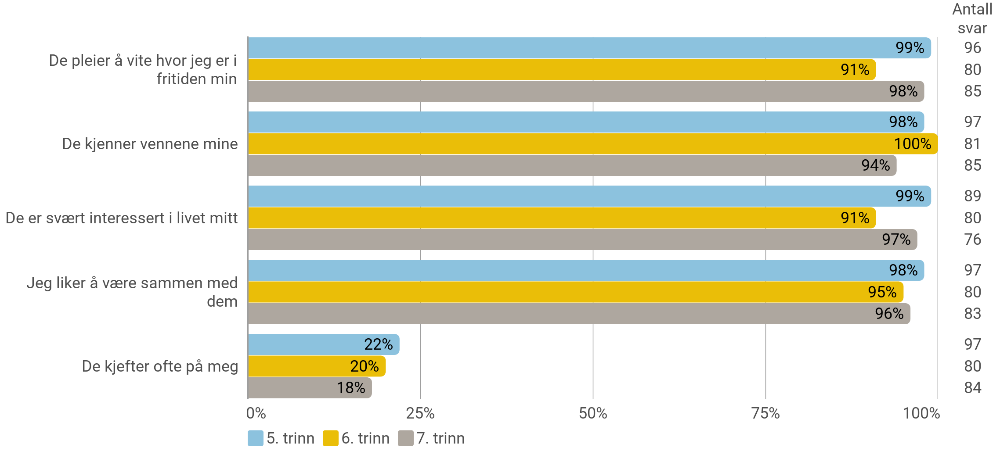 Antall
svar
De pleier å vite hvor jeg er i
fritiden min
99% 96
91% 80
98% 85
De kjenner vennene mine
98% 97
100% 81
94% 85
De er svært interessert i livet mitt
99% 89
91% 80
97% 76
Jeg liker å være sammen med
dem
98% 97
95% 80
96% 83
De kjefter ofte på meg
22% 97
20% 80
18% 84
0% 25% 50% 75% 100%
5. trinn 6. trinn 7. trinn